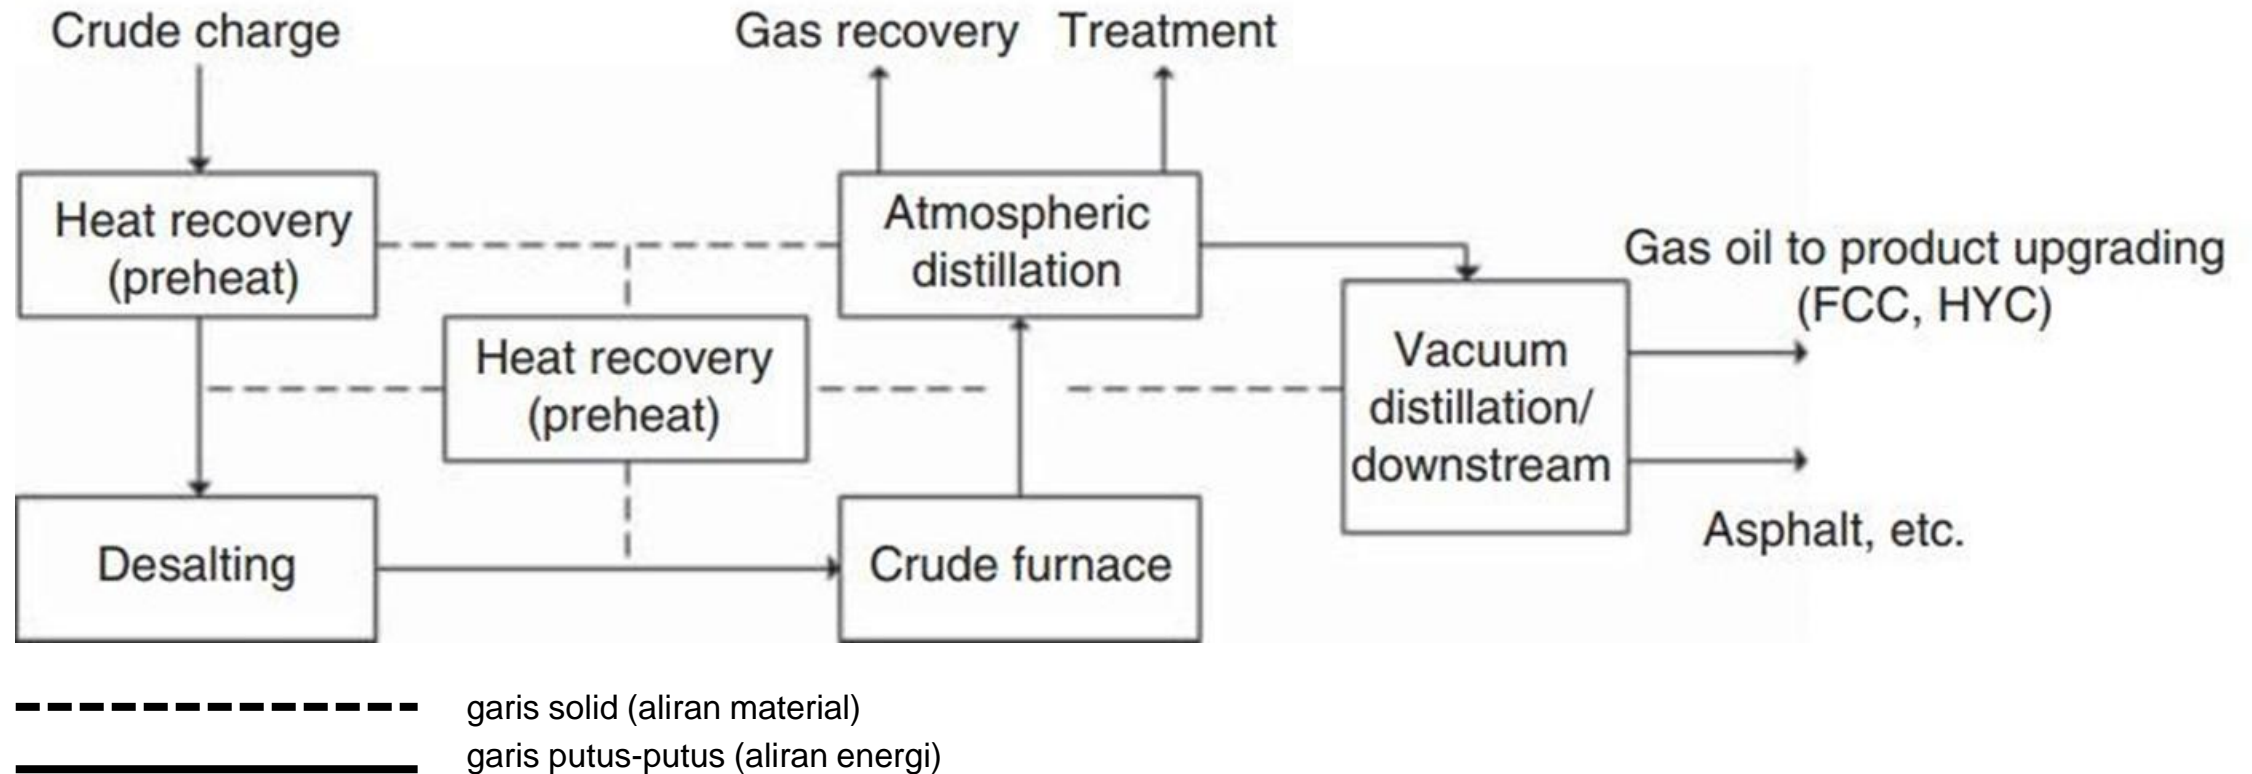 Crude charge
Gas recovery
Treatment
Heat recovery
(preheat)
Atmospheric
distillation
Heat recovery
(preheat)
Gas oil to product upgrading
(FCC, HYC)
Vacuum
distillation/
downstream
Desalting
Crude furnace
Asphalt, etc.
garis solid (aliran material)
garis putus-putus (aliran energi)